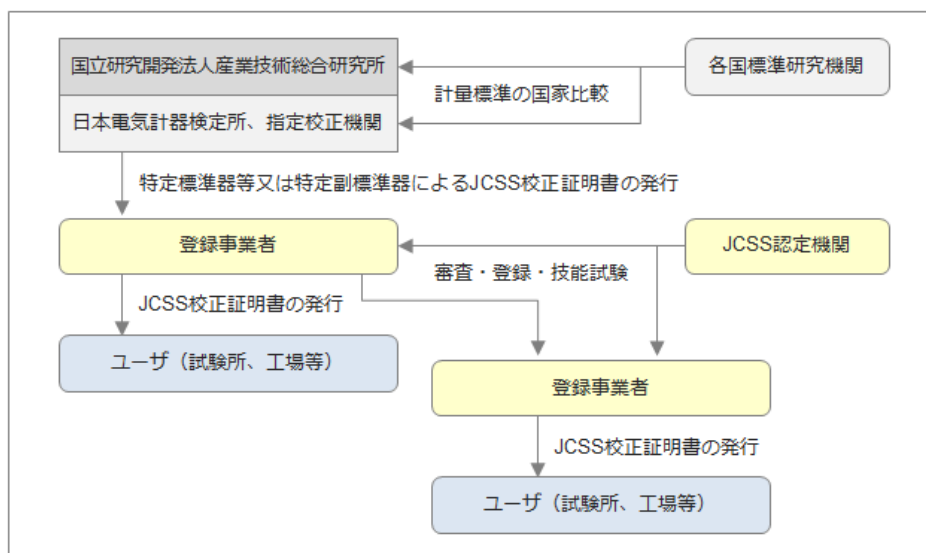 国立研究開発法人産業技術総合研究所
各国標準研究機関
計量標準の国家比較
日本電気計器検定所、指定校正機関
特定標準器等又は特定副標準器によるJCSS校正証明書の発行
登録事業者
JCSS認定機関
審査・登録・技能試験
JCSS校正証明書の発行
ユーザ（試験所、工場等）
登録事業者
JCSS校正証明書の発行
ユーザ（試験所、工場等）